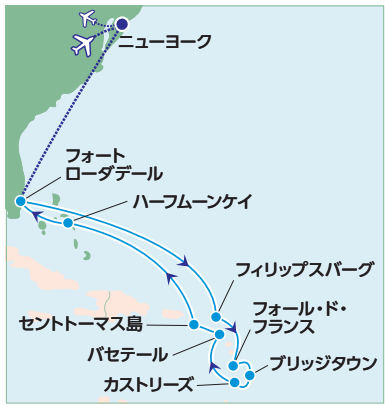 ニューヨーク
フォート
ローダデール
ハーフムーンケイ
フィリップスバーグ
フォール・ド・
フランス
セントトーマス島
バセテール
ブリッジタウン
カストリーズ